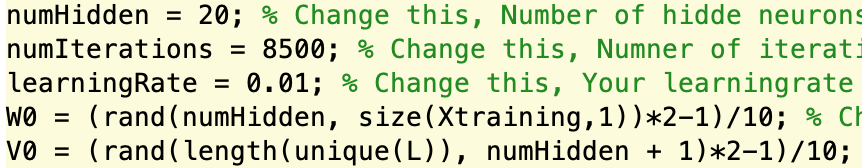 numHidden = 20; % Change this, Number of hidde neurons
numIterations = 8500; % Change this, Numner of iterati
learningRate = 0.01; % Change this, Your learningrate
W0 = (rand(numHidden, size(Xtraining,1))*2-1)/10; % Ch
V0 = (rand(length(unique(L)), numHidden + 1)*2-1)/10;